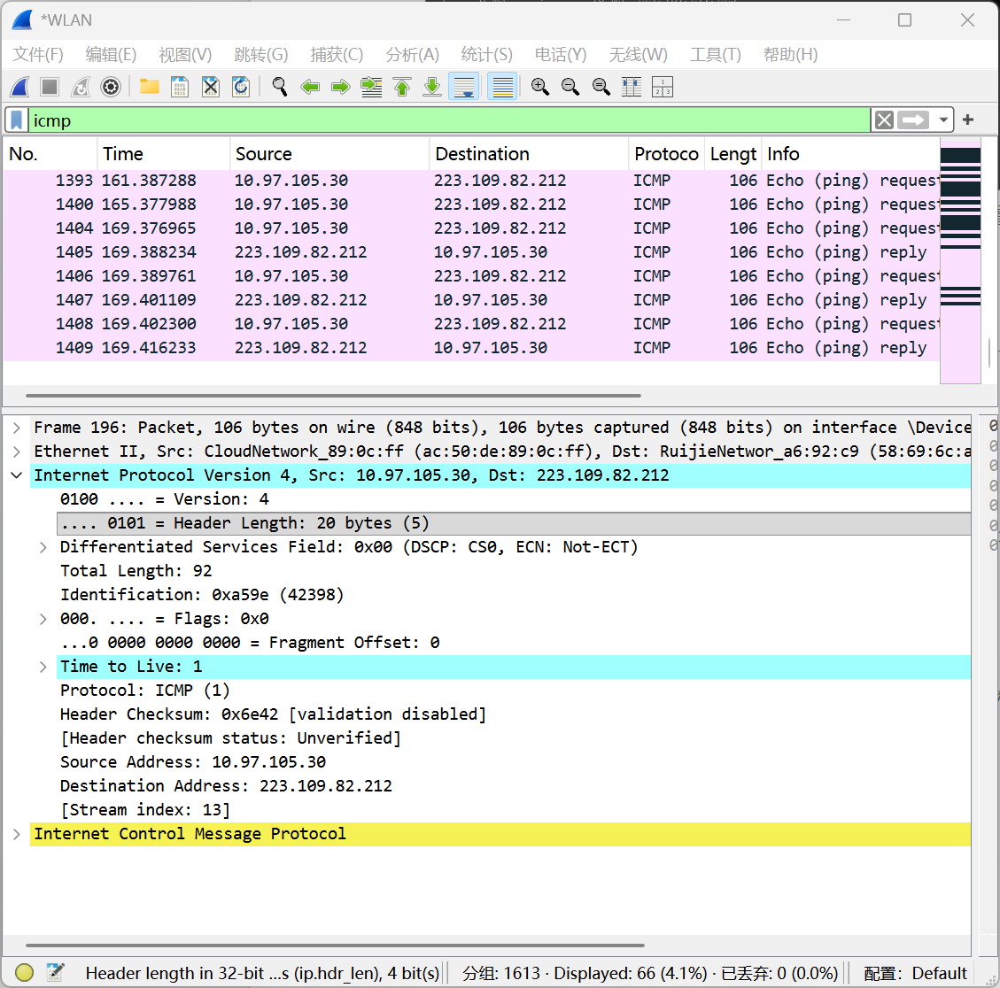 *WLAN
文件(F) 编辑(E) 视图(V) 跳转(G) 捕获(C) 分析(A) 统计(S) 电话(Y) 无线(W) 工具(T) 帮助(H)
icmp
No. Time Source Destination Protoco Lengt Info
1393 161.387288 10.97.105.30 223.109.82.212 ICMP 106 Echo (ping) request
1400 165.377988 10.97.105.30 223.109.82.212 ICMP 106 Echo (ping) request
1404 169.376965 10.97.105.30 223.109.82.212 ICMP 106 Echo (ping) request
1405 169.388234 223.109.82.212 10.97.105.30 ICMP 106 Echo (ping) reply
1406 169.389761 10.97.105.30 223.109.82.212 ICMP 106 Echo (ping) request
1407 169.401109 223.109.82.212 10.97.105.30 ICMP 106 Echo (ping) reply
1408 169.402300 10.97.105.30 223.109.82.212 ICMP 106 Echo (ping) request
1409 169.416233 223.109.82.212 10.97.105.30 ICMP 106 Echo (ping) reply
Frame 196: Packet, 106 bytes on wire (848 bits), 106 bytes captured (848 bits) on interface \Device
Ethernet II, Src: CloudNetwork_89:0c:ff (ac:50:de:89:0c:ff), Dst: RuijieNetwor_a6:92:c9 (58:69:6c:a
Internet Protocol Version 4, Src: 10.97.105.30, Dst: 223.109.82.212
0100 .... = Version: 4
.... 0101 = Header Length: 20 bytes (5)
Differentiated Services Field: 0x00 (DSCP: CS0, ECN: Not-ECT)
Total Length: 92
Identification: 0xa59e (42398)
000. .... = Flags: 0x0
...0 0000 0000 0000 = Fragment Offset: 0
Time to Live: 1
Protocol: ICMP (1)
Header Checksum: 0x6e42 [validation disabled]
[Header checksum status: Unverified]
Source Address: 10.97.105.30
Destination Address: 223.109.82.212
[Stream index: 13]
Internet Control Message Protocol
Header length in 32-bit ...s (ip.hdr_len), 4 bit(s) 分组: 1613 · Displayed: 66 (4.1%) · 已丢弃: 0 (0.0%) 配置: Default